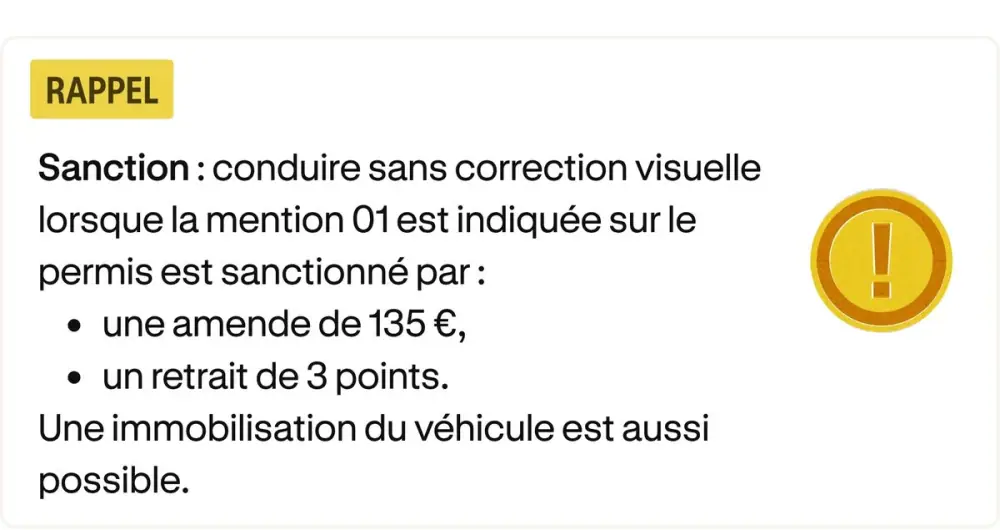 RAPPEL
Sanction : conduire sans correction visuelle
lorsque la mention 01 est indiquée sur le
permis est sanctionné par :
• une amende de 135 €,
• un retrait de 3 points.
Une immobilisation du véhicule est aussi
possible.
!